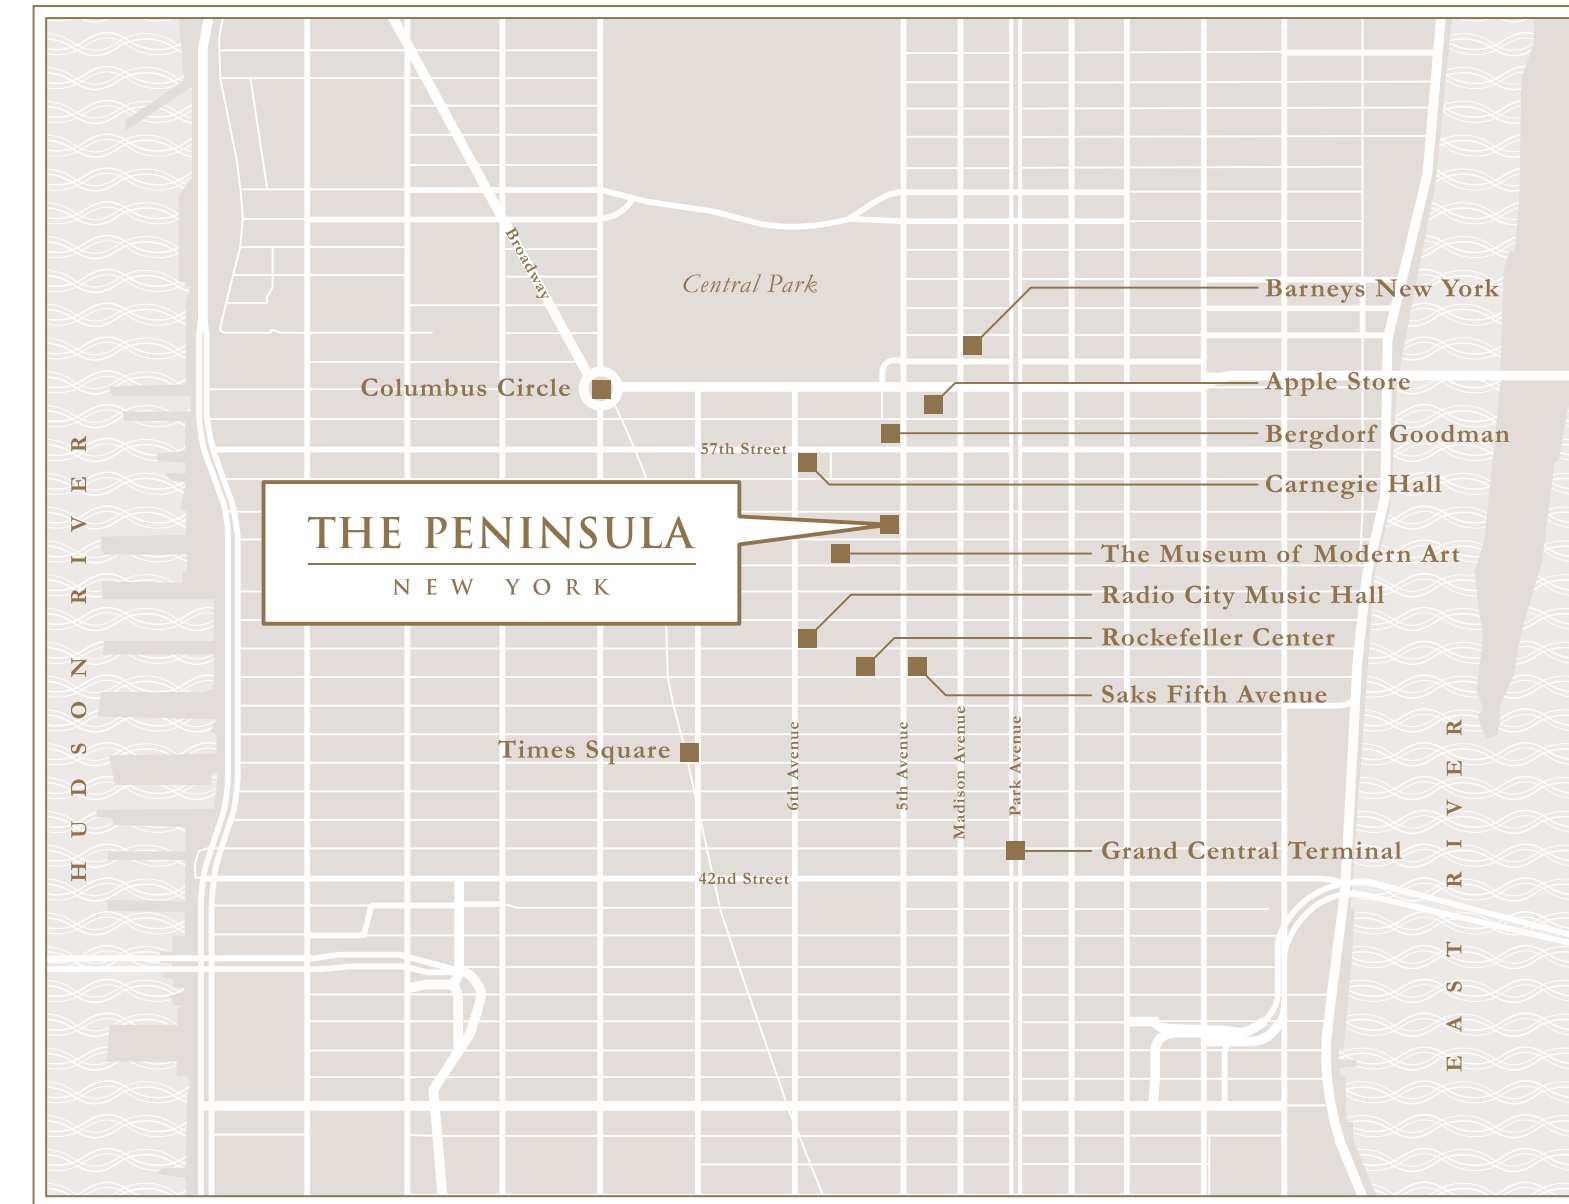 Broadway
Central Park
Barneys New York
Columbus Circle
Apple Store
Bergdorf Goodman
57th Street
Carnegie Hall
THE PENINSULA
NEW YORK
The Museum of Modern Art
Radio City Music Hall
Rockefeller Center
Saks Fifth Avenue
HUDSON RIVER
Times Square
6th Avenue
5th Avenue
Madison Avenue
Park Avenue
Grand Central Terminal
42nd Street
EAST RIVER